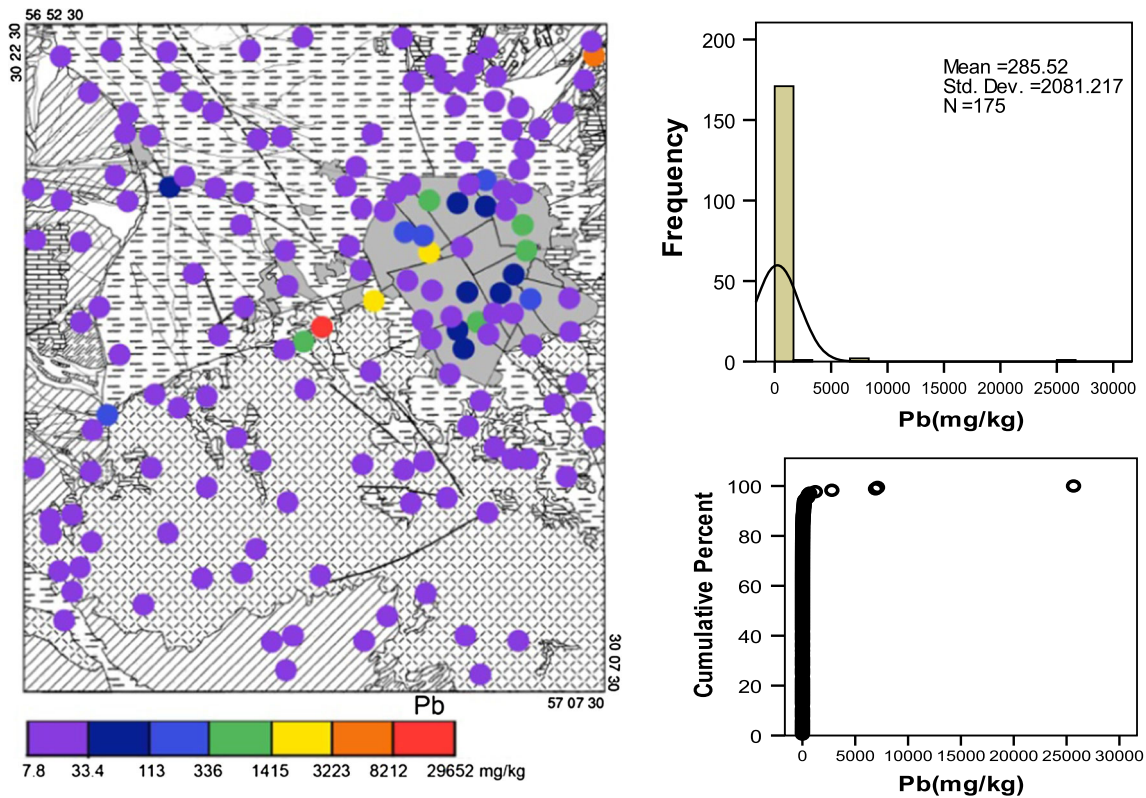 56 52 30
30 22 30
30 07 30
57 07 30
Pb
7.8 33.4 113 336 1415 3223 8212 29652 mg/kg
Mean =285.52
Std. Dev. =2081.217
N =175
Frequency
200
150
100
50
0
0 5000 10000 15000 20000 25000 30000
Pb(mg/kg)
Cumulative Percent
100
80
60
40
20
0
0 5000 10000 15000 20000 25000 30000
Pb(mg/kg)